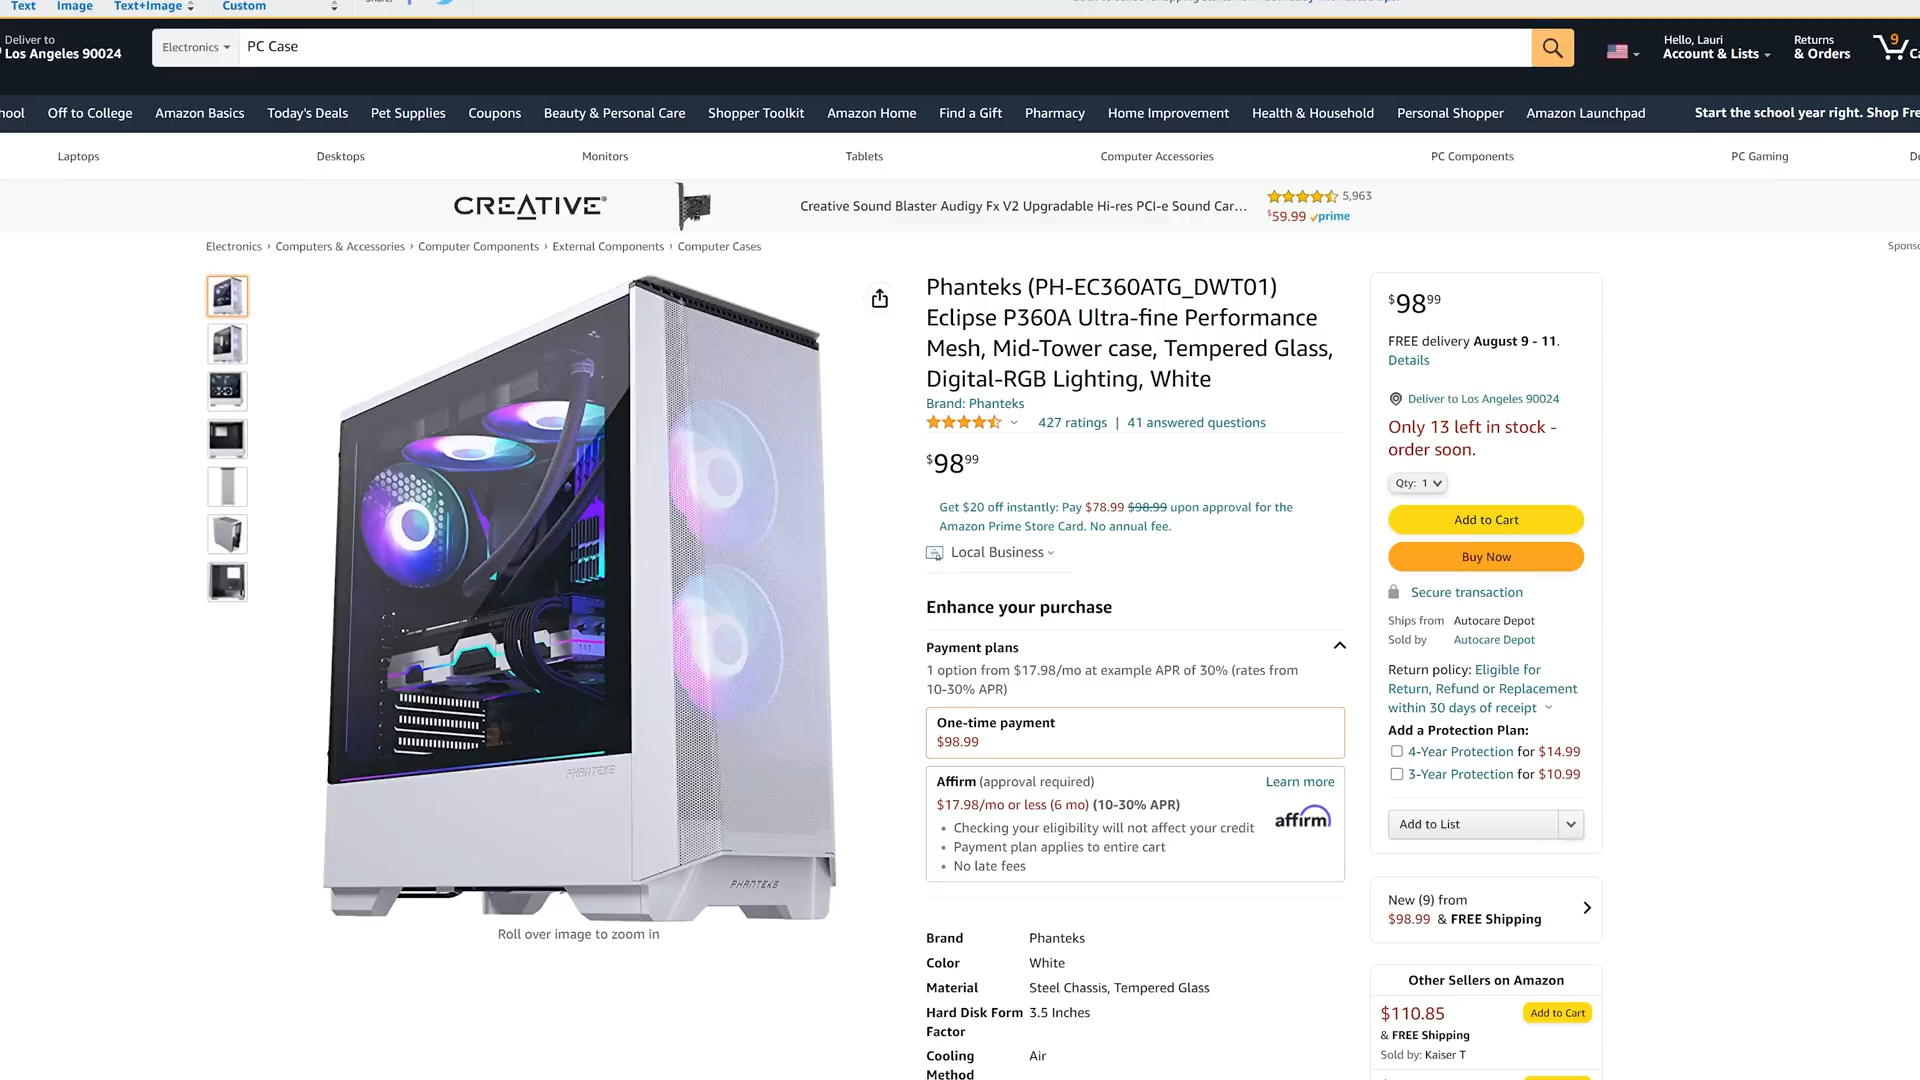 Text Image Text+Image Custom
Deliver to
Los Angeles 90024
Electronics PC Case
Hello, Lauri
Account & Lists
Returns
& Orders
9
Off to College Amazon Basics Today's Deals Pet Supplies Coupons Beauty & Personal Care Shopper Toolkit Amazon Home Find a Gift Pharmacy Home Improvement Health & Household Personal Shopper Amazon Launchpad Start the school year right. Shop
Laptops Desktops Monitors Tablets Computer Accessories PC Components PC Gaming
CREATIVE® Creative Sound Blaster Audigy Fx V2 Upgradable Hi-res PCI-e Sound Car... 5,963
$59.99 prime
Electronics › Computers & Accessories › Computer Components › External Components › Computer Cases
Phanteks (PH-EC360ATG_DWT01)
Eclipse P360A Ultra-fine Performance
Mesh, Mid-Tower case, Tempered Glass,
Digital-RGB Lighting, White
Brand: Phanteks
427 ratings | 41 answered questions
$98 99
Get $20 off instantly: Pay $78.99 $98.99 upon approval for the
Amazon Prime Store Card. No annual fee.
Local Business
Enhance your purchase
Payment plans
1 option from $17.98/mo at example APR of 30% (rates from
10-30% APR)
One-time payment
$98.99
Affirm (approval required) Learn more
$17.98/mo or less (6 mo) (10-30% APR)
affirm
• Checking your eligibility will not affect your credit
• Payment plan applies to entire cart
• No late fees
Brand Phanteks
Color White
Material Steel Chassis, Tempered Glass
Hard Disk Form 3.5 Inches
Factor
Cooling Air
Method
PHANTEKS
PHANTEKS
Roll over image to zoom in
$98 99
FREE delivery August 9 - 11.
Details
Deliver to Los Angeles 90024
Only 13 left in stock -
order soon.
Qty: 1
Add to Cart
Buy Now
Secure transaction
Ships from Autocare Depot
Sold by Autocare Depot
Return policy: Eligible for
Return, Refund or Replacement
within 30 days of receipt
Add a Protection Plan:
4-Year Protection for $14.99
3-Year Protection for $10.99
Add to List
New (9) from
$98.99 & FREE Shipping
Other Sellers on Amazon
$110.85 Add to Cart
& FREE Shipping
Sold by: Kaiser T